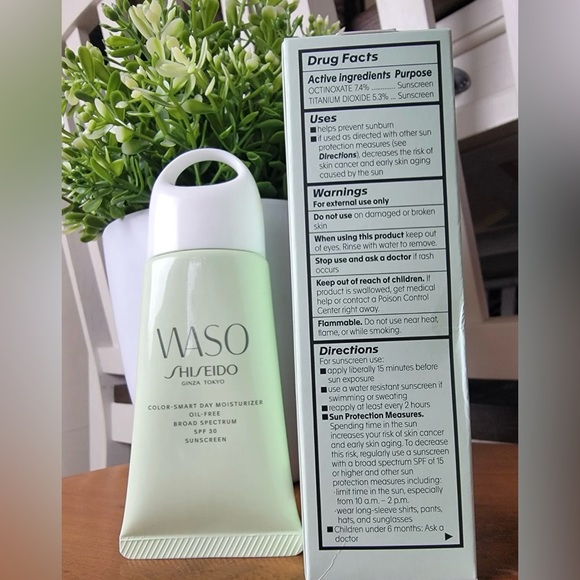 WASO
SHISEIDO
GINZA TOKYO
COLOR-SMART DAY MOISTURIZER
OIL-FREE
BROAD SPECTRUM
SPF 30
SUNSCREEN
Drug Facts
Active ingredients Purpose
OCTINOXATE 7.4% ............ Sunscreen
TITANIUM DIOXIDE 5.3% ... Sunscreen
Uses
■ helps prevent sunburn
■ if used as directed with other sun
protection measures (see
Directions), decreases the risk of
skin cancer and early skin aging
caused by the sun
Warnings
For external use only
Do not use on damaged or broken
skin
When using this product keep out
of eyes. Rinse with water to remove.
Stop use and ask a doctor if rash
occurs
Keep out of reach of children. If
product is swallowed, get medical
help or contact a Poison Control
Center right away.
Flammable. Do not use near heat,
flame, or while smoking.
Directions
For sunscreen use:
■ apply liberally 15 minutes before
sun exposure
■ use a water resistant sunscreen if
swimming or sweating
■ reapply at least every 2 hours
■ Sun Protection Measures.
Spending time in the sun
increases your risk of skin cancer
and early skin aging. To decrease
this risk, regularly use a sunscreen
with a broad spectrum SPF of 15
or higher and other sun
protection measures including:
·limit time in the sun, especially
from 10 a.m. – 2 p.m.
·wear long-sleeve shirts, pants,
hats, and sunglasses
■ Children under 6 months: Ask a
doctor